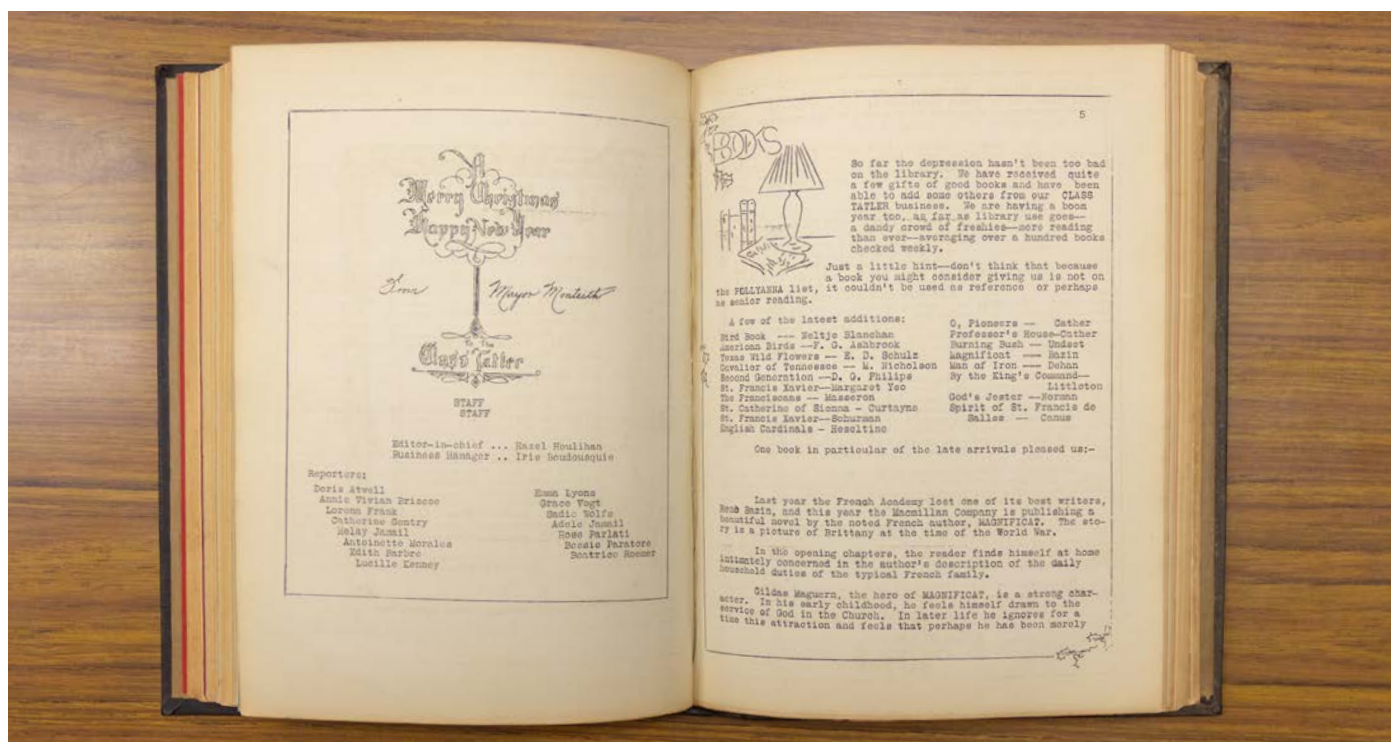 A
Merry Christmas
Happy New Year
From Mayor Monteith
To The
Class Tatler
STAFF
STAFF
Editor-in-chief ... Hazel Houlihan
Business Manager .. Iris Boudousquie
Reporters:
Doris Atwell
Annie Vivian Briscoe
Lorena Frank
Catherine Gentry
Melay Jamail
Antoinette Morales
Edith Barbre
Lucille Kenney
Emma Lyons
Grace Vogt
Sadie Wolfe
Adele Jamail
Rose Parlati
Bessie Paratore
Beatrice Roemer
5
BOOKS
So far the depression hasn't been too bad
on the library. We have received quite
a few gifts of good books and have been
able to add some others from our CLASS
TATLER business. We are having a boom
year too, as far as library use goes—
a dandy crowd of freshies—more reading
than ever—averaging over a hundred books
checked weekly.
Just a little hint—don't think that because
a book you might consider giving us is not on
the POLLYANNA list, it couldn't be used as reference or perhaps
as senior reading.
A few of the latest additions:
Bird Book --- Neltje Blanchan
American Birds --F. G. Ashbrook
Texas Wild Flowers -- E. D. Schulz
Cavalier of Tennessee -- M. Nicholson
Second Generation --D. G. Philips
St. Francis Xavier--Margaret Yeo
The Franciscans -- Masseron
St. Catherine of Sienna - Curtayne
St. Francis Xavier--Schurman
English Cardinals - Heseltine
O, Pioneers -- Cather
Professor's House-Cather
Burning Bush -- Undset
Magnificat --- Bazin
Man of Iron --- Dehan
By the King's Command--
Littleton
God's Jester --Norman
Spirit of St. Francis de
Salles -- Camus
One book in particular of the late arrivals pleased us:-
Last year the French Academy lost one of its best writers,
René Bazin, and this year the Macmillan Company is publishing a
beautiful novel by the noted French author, MAGNIFICAT. The sto-
ry is a picture of Brittany at the time of the World War.
In the opening chapters, the reader finds himself at home
intimately concerned in the author's description of the daily
household duties of the typical French family.
Gildas Maguern, the hero of MAGNIFICAT, is a strong char-
acter. In his early childhood, he feels himself drawn to the
service of God in the Church. In later life he ignores for a
time this attraction and feels that perhaps he has been merely